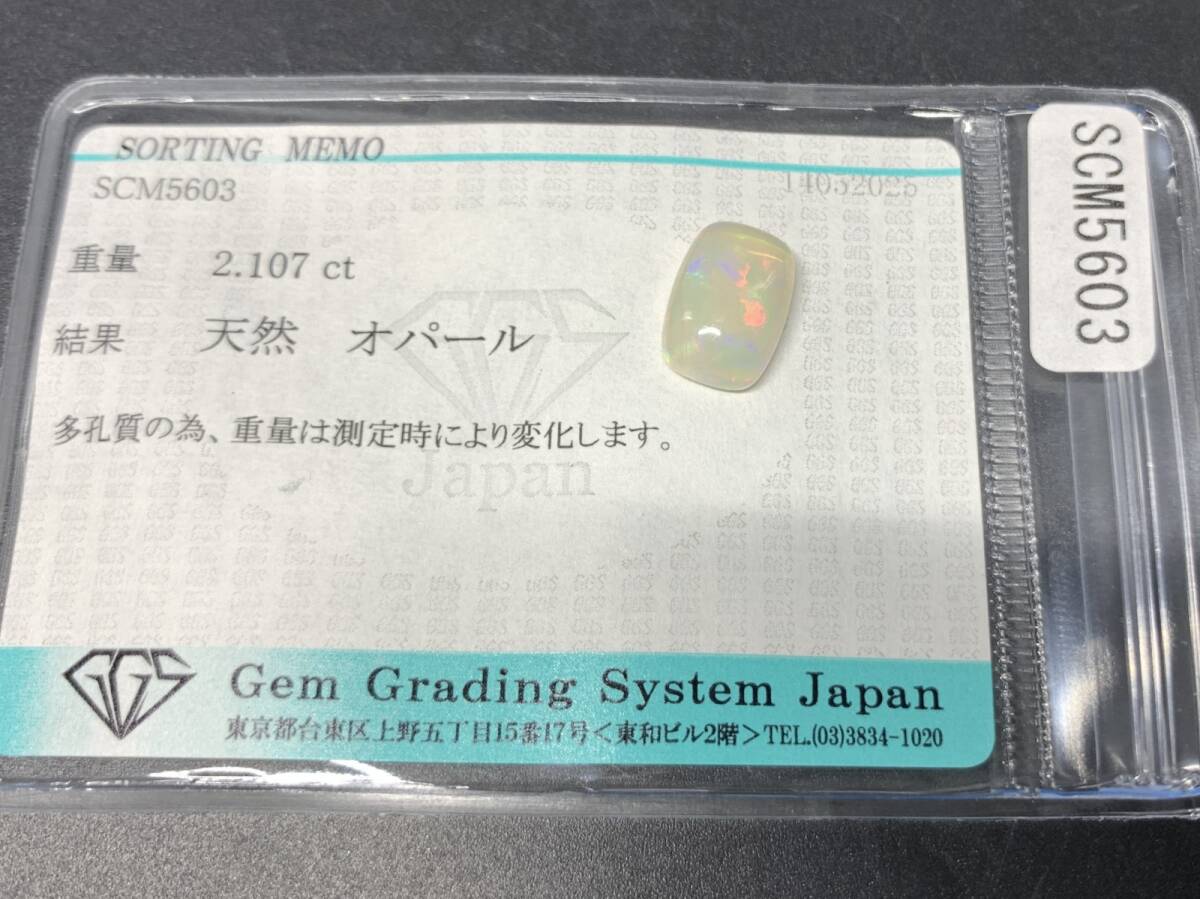 SORTING MEMO
SCM5603
重量 2.107 ct
結果 天然 オパール
多孔質の為、重量は測定時により変化します。
Japan
GGS
Gem Grading System Japan
東京都台東区上野五丁目15番17号＜東和ビル2階＞TEL.(03)3834-1020
SCM5603